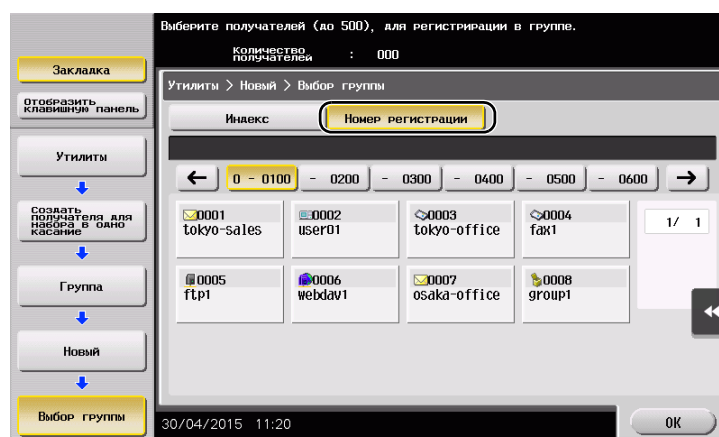 Выберите получателей (до 500), для регистрирации в группе.
Количество
получателей : 000
Закладка
Отобразить
клавишную панель
Утилиты
Создать
получателя для
набора в одно
касание
Группа
Новый
Выбор группы
Утилиты > Новый > Выбор группы
Индекс Номер регистрации
← 0 - 0100 - 0200 - 0300 - 0400 - 0500 - 0600 →
0001 0002 0003 0004
tokyo-sales user01 tokyo-office fax1
1/ 1
0005 0006 0007 0008
ftp1 webdav1 osaka-office group1
30/04/2015 11:20
OK